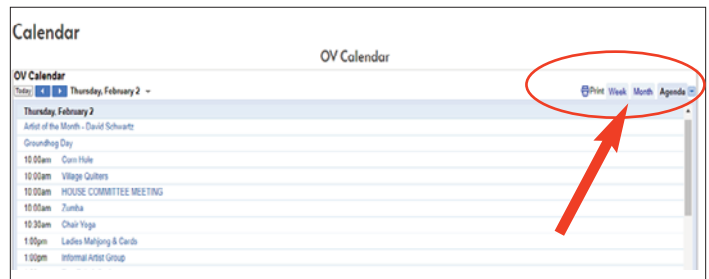 Calendar
OV Calendar
OV Calendar
Today Thursday, February 2 Print Week Month Agenda
Thursday, February 2
Artist of the Month - David Schwartz
Groundhog Day
10:00am Corn Hole
10:00am Village Quilters
10:00am HOUSE COMMITTEE MEETING
10:00am Zumba
10:30am Chair Yoga
1:00pm Ladies Mahjong & Cards
1:00pm Informal Artist Group